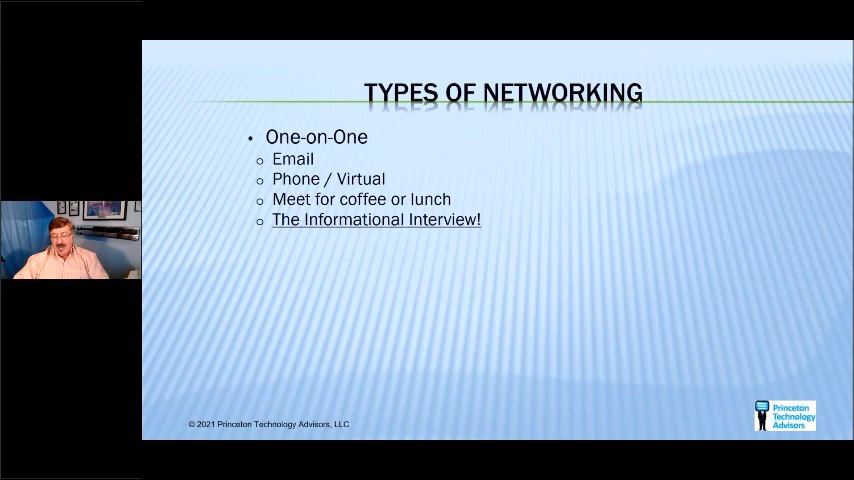 TYPES OF NETWORKING
• One-on-One
o Email
o Phone / Virtual
o Meet for coffee or lunch
o The Informational Interview!
© 2021 Princeton Technology Advisors, LLC
Princeton
Technology
Advisors